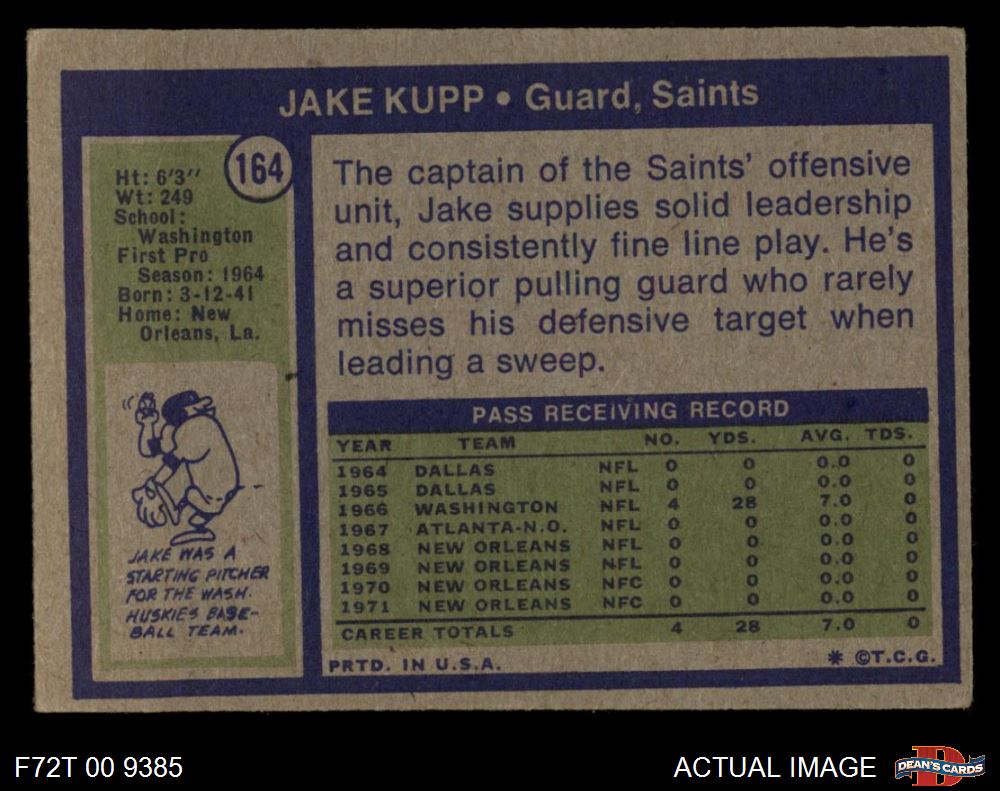 JAKE KUPP • Guard, Saints
164
Ht: 6'3"
Wt: 249
School:
Washington
First Pro
Season: 1964
Born: 3-12-41
Home: New
Orleans, La.
JAKE WAS A
STARTING PITCHER
FOR THE WASH.
HUSKIES BASE-
BALL TEAM.
The captain of the Saints' offensive
unit, Jake supplies solid leadership
and consistently fine line play. He's
a superior pulling guard who rarely
misses his defensive target when
leading a sweep.
PASS RECEIVING RECORD
YEAR TEAM NO. YDS. AVG. TDS.
1964 DALLAS NFL 0 0 0.0 0
1965 DALLAS NFL 0 0 0.0 0
1966 WASHINGTON NFL 4 28 7.0 0
1967 ATLANTA-N.O. NFL 0 0 0.0 0
1968 NEW ORLEANS NFL 0 0 0.0 0
1969 NEW ORLEANS NFL 0 0 0.0 0
1970 NEW ORLEANS NFC 0 0 0.0 0
1971 NEW ORLEANS NFC 0 0 0.0 0
CAREER TOTALS 4 28 7.0 0
PRTD. IN U.S.A. * ©T.C.G.
F72T 00 9385
ACTUAL IMAGE
D
DEAN'S CARDS